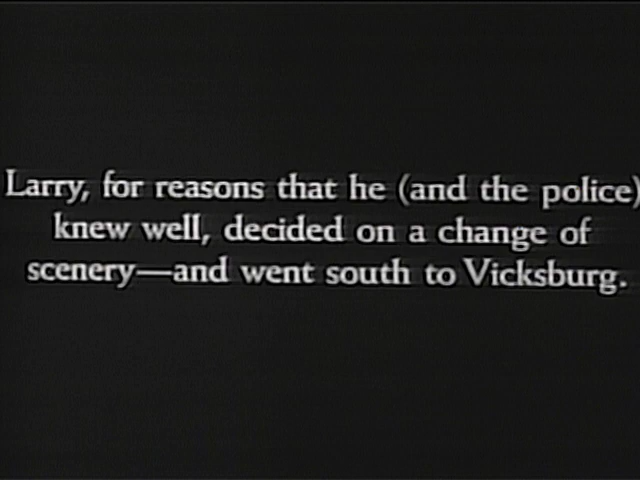 Larry, for reasons that he (and the police)
knew well, decided on a change of
scenery—and went south to Vicksburg.